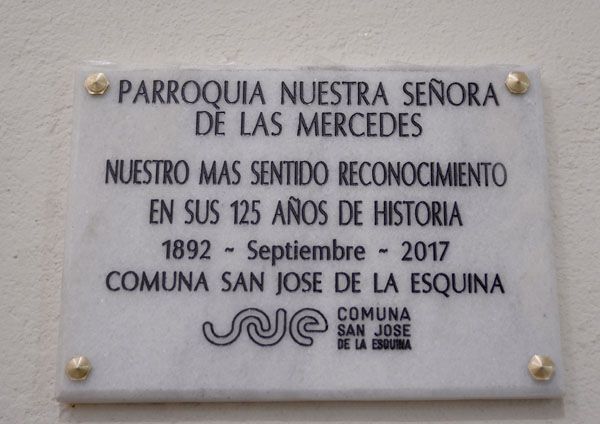 PARROQUIA NUESTRA SEÑORA
DE LAS MERCEDES
NUESTRO MAS SENTIDO RECONOCIMIENTO
EN SUS 125 AÑOS DE HISTORIA
1892 ~ Septiembre ~ 2017
COMUNA SAN JOSE DE LA ESQUINA
COMUNA
SAN JOSE
DE LA ESQUINA